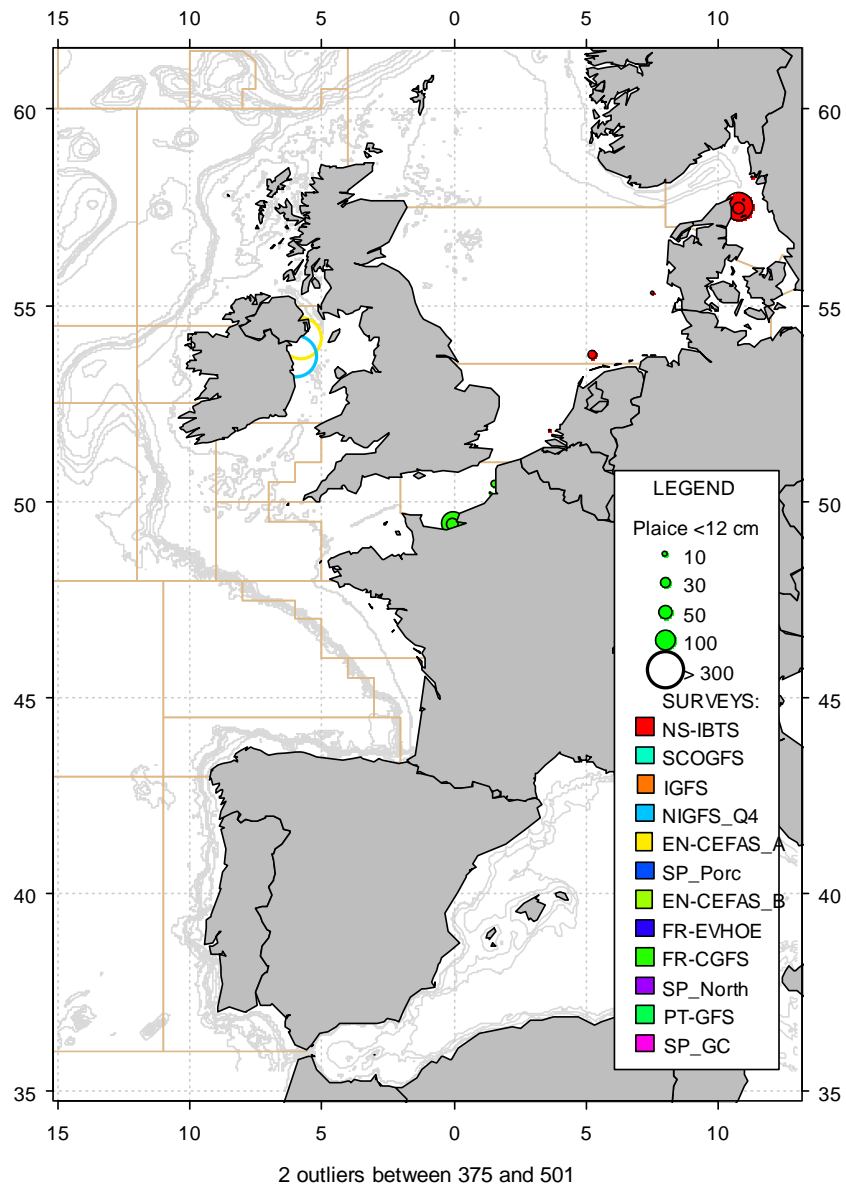 15 10 5 0 5 10
60 60
55 55
50 50
45 45
40 40
35 35
LEGEND
Plaice <12 cm
10
30
50
100
> 300
SURVEYS:
NS-IBTS
SCOGFS
IGFS
NIGFS_Q4
EN-CEFAS_A
SP_Porc
EN-CEFAS_B
FR-EVHOE
FR-CGFS
SP_North
PT-GFS
SP_GC
15 10 5 0 5 10
2 outliers between 375 and 501